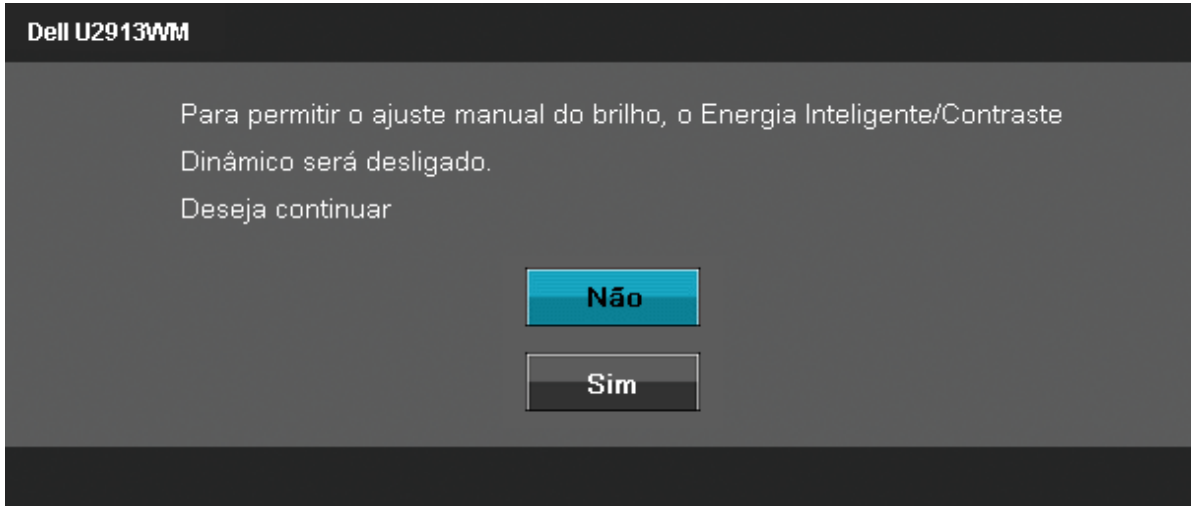 Dell U2913WM
Para permitir o ajuste manual do brilho, o Energia Inteligente/Contraste
Dinâmico será desligado.
Deseja continuar
Não
Sim